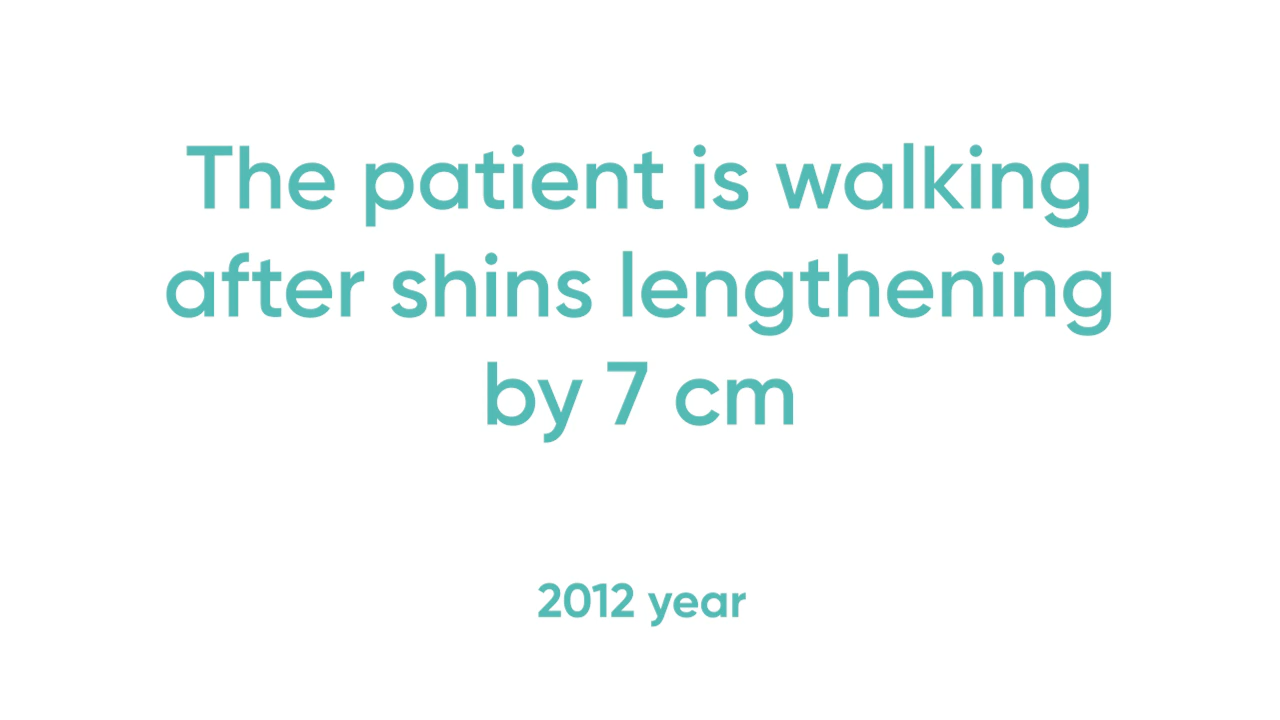 The patient is walking
after shins lengthening
by 7 cm
2012 year